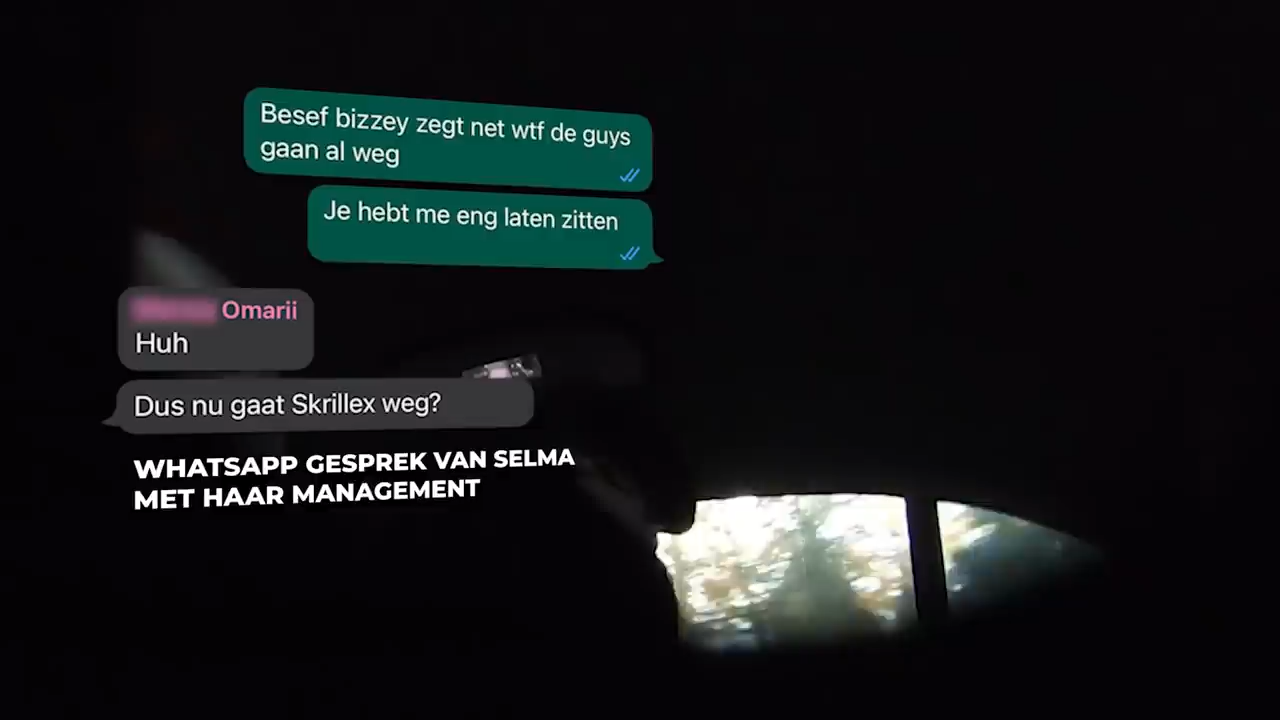 Besef bizzey zegt net wtf de guys
gaan al weg
Je hebt me eng laten zitten
Omarii
Huh
Dus nu gaat Skrillex weg?
WHATSAPP GESPREK VAN SELMA
MET HAAR MANAGEMENT